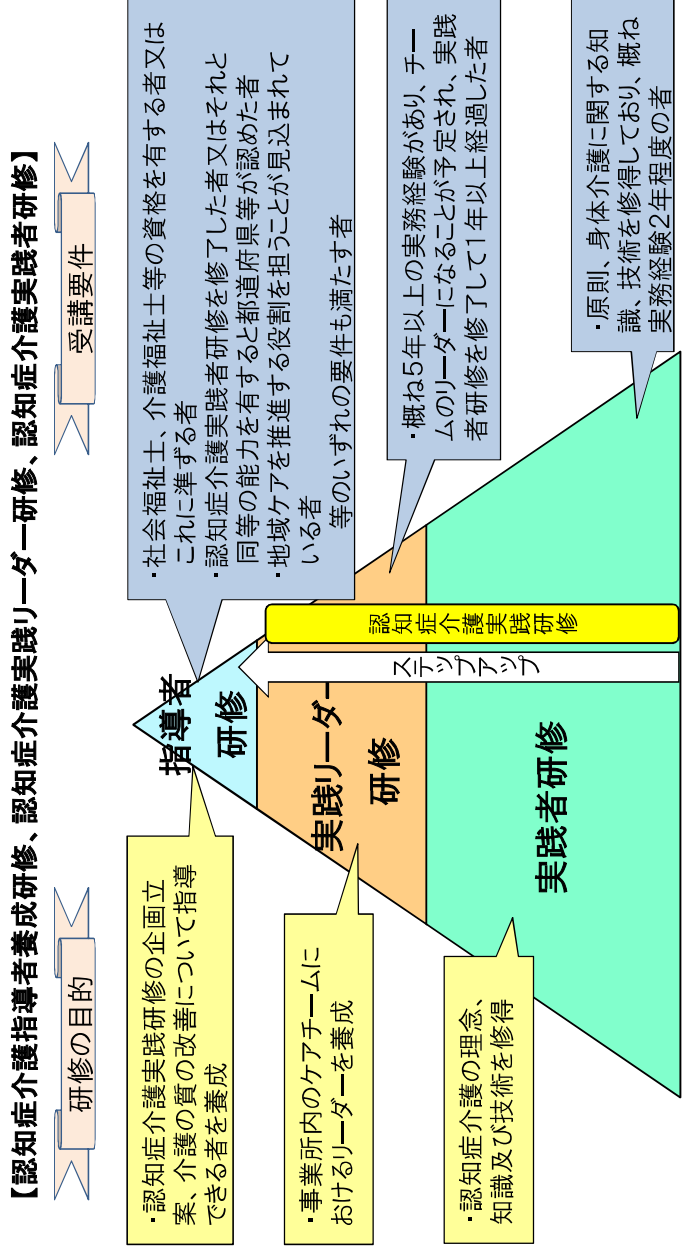 【認知症介護指導者養成研修、認知症介護実践リーダー研修、認知症介護実践者研修】
研修の目的
受講要件
・認知症介護実践研修の企画立
案、介護の質の改善について指導
できる者を養成
指導者
研修
・社会福祉士、介護福祉士等の資格を有する者又は
これに準ずる者
・認知症介護実践者研修を修了した者又はそれと
同等の能力を有すると都道府県等が認めた者
・地域ケアを推進する役割を担うことが見込まれて
いる者
等のいずれの要件も満たす者
・事業所内のケアチームに
おけるリーダーを養成
実践リーダー
研修
・概ね5年以上の実務経験があり、チー
ムのリーダーになることが予定され、実践
者研修を修了して1年以上経過した者
・認知症介護の理念、
知識及び技術を修得
実践者研修
ステップアップ
認知症介護実践研修
・原則、身体介護に関する知
識、技術を修得しており、概ね
実務経験2年程度の者